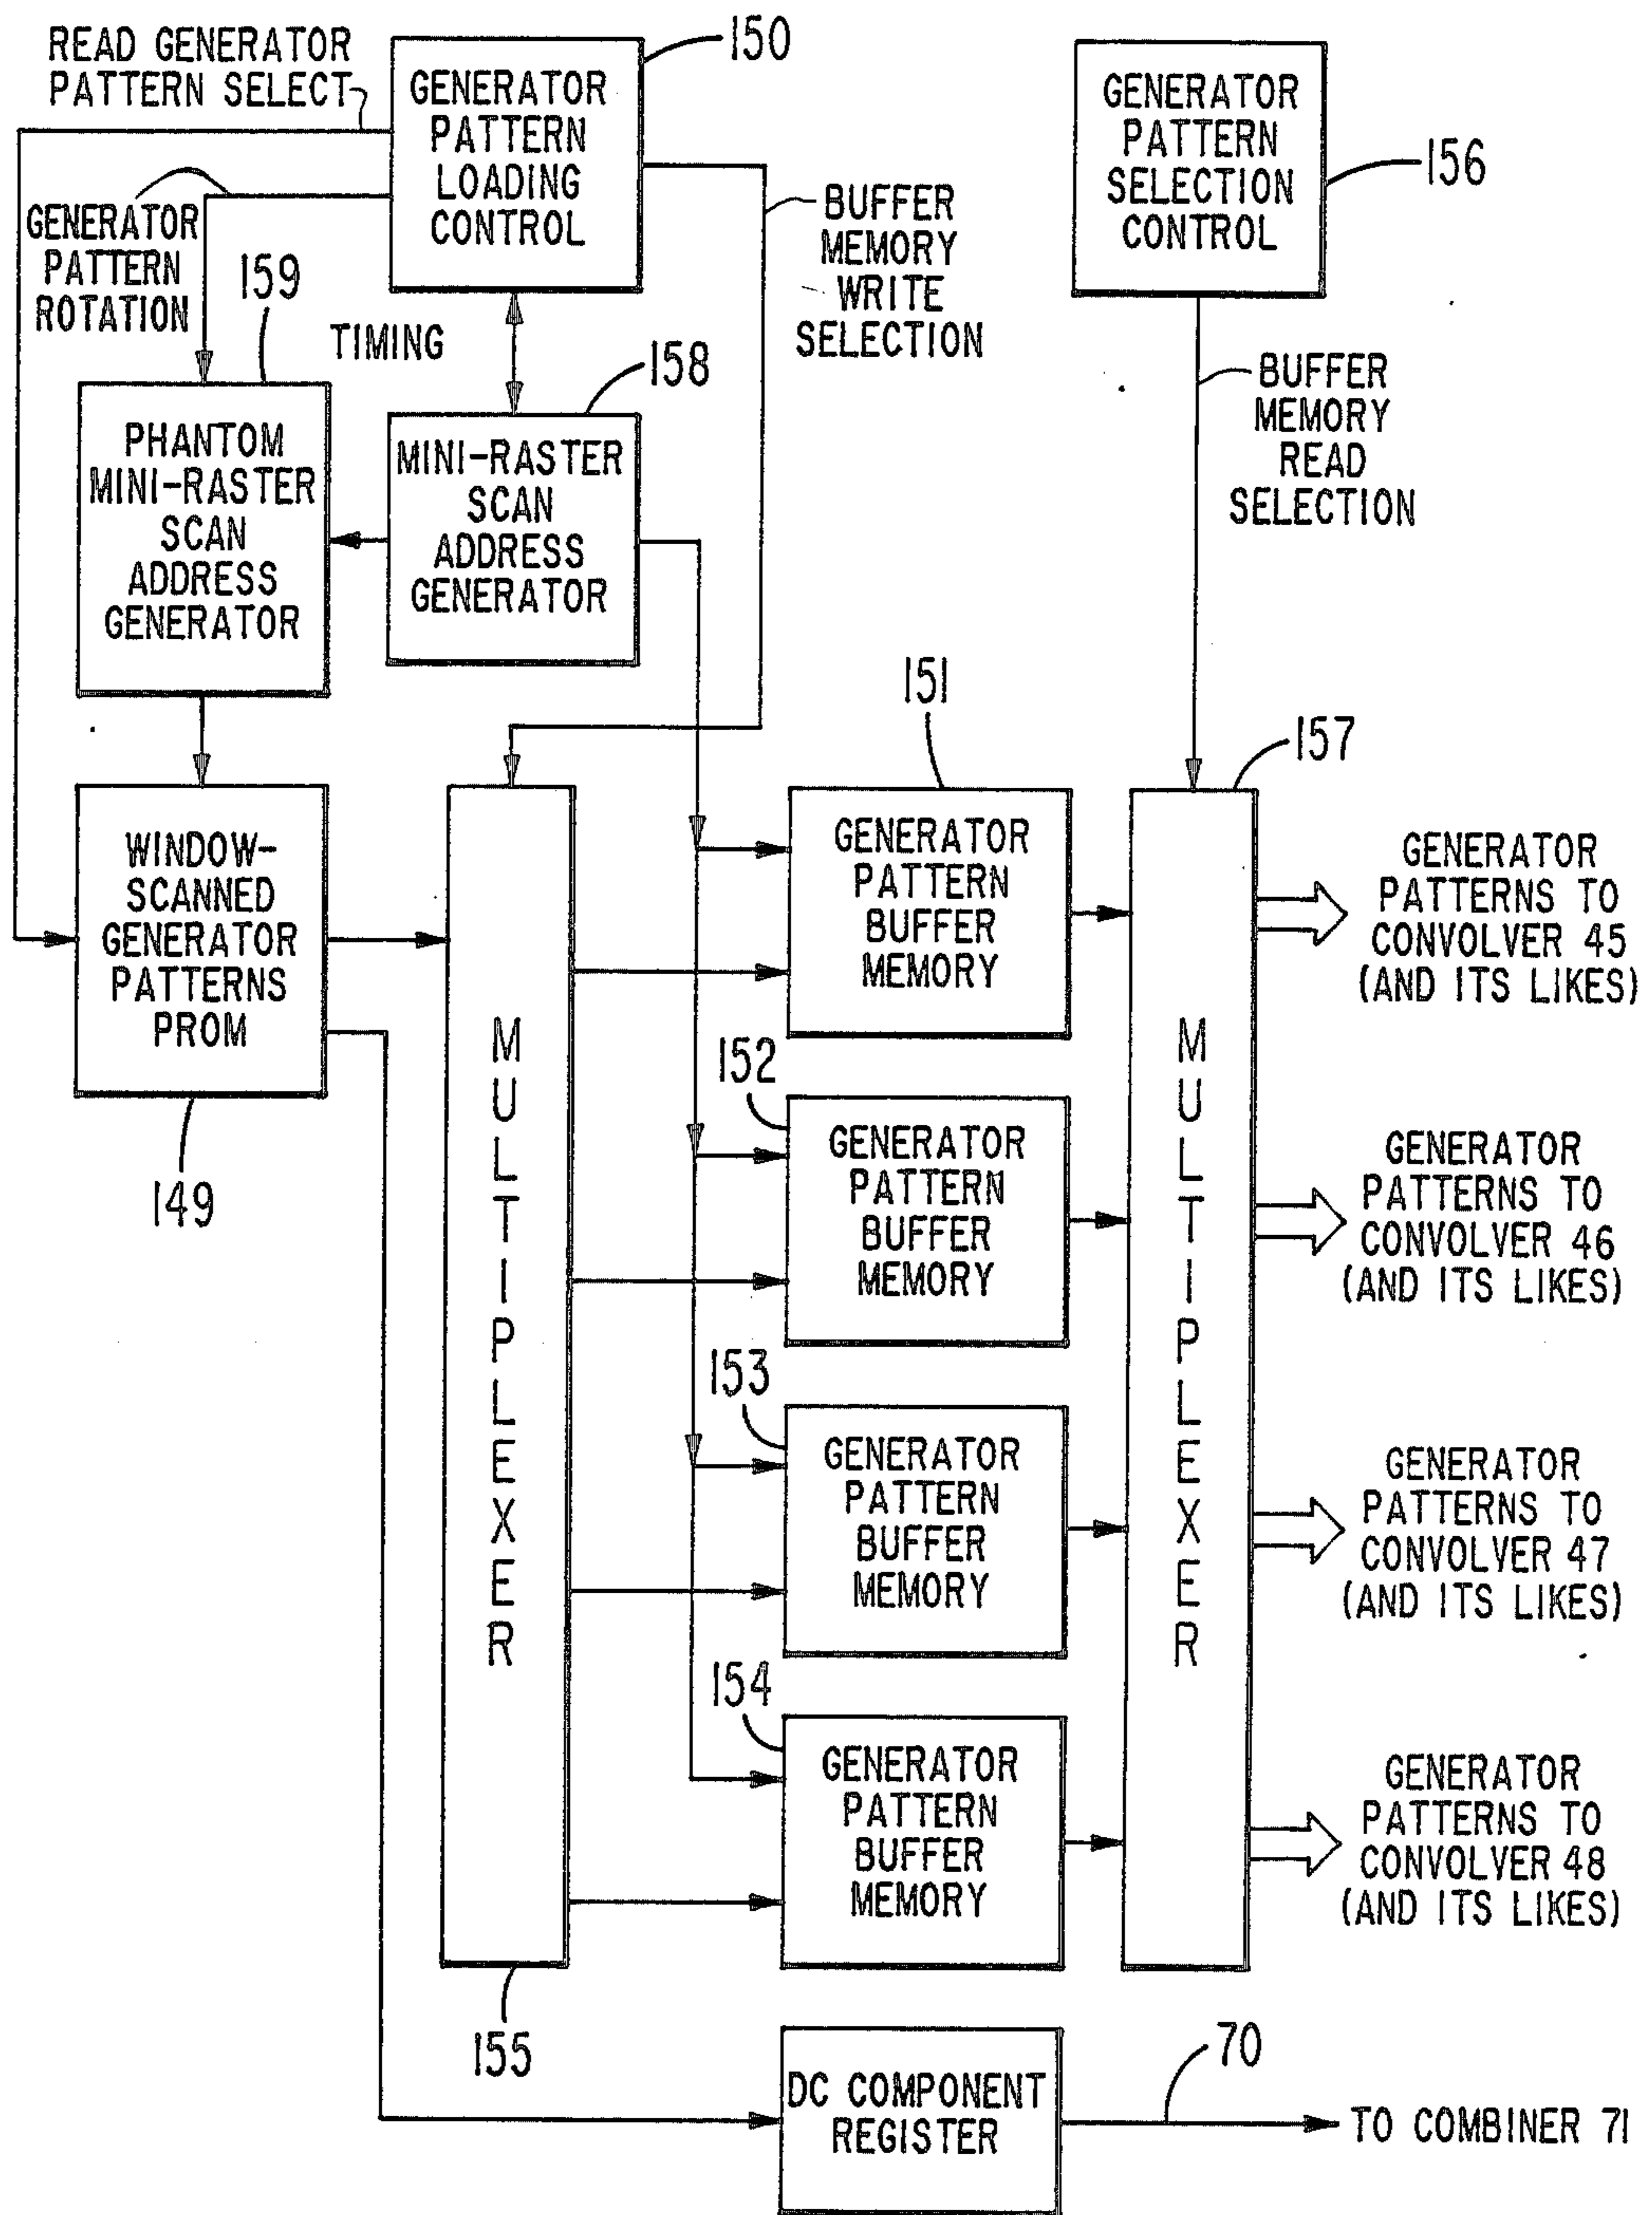 READ GENERATOR
PATTERN SELECT
150
GENERATOR
PATTERN
LOADING
CONTROL
GENERATOR
PATTERN
SELECTION
CONTROL
156
GENERATOR
PATTERN
ROTATION
159
TIMING
158
BUFFER
MEMORY
WRITE
SELECTION
BUFFER
MEMORY
READ
SELECTION
PHANTOM
MINI-RASTER
SCAN
ADDRESS
GENERATOR
MINI-RASTER
SCAN
ADDRESS
GENERATOR
151
157
WINDOW-
SCANNED
GENERATOR
PATTERNS
PROM
149
MULTIPLEXER
155
GENERATOR
PATTERN
BUFFER
MEMORY
152
GENERATOR
PATTERN
BUFFER
MEMORY
153
GENERATOR
PATTERN
BUFFER
MEMORY
154
GENERATOR
PATTERN
BUFFER
MEMORY
MULTIPLEXER
GENERATOR
PATTERNS TO
CONVOLVER 45
(AND ITS LIKES)
GENERATOR
PATTERNS TO
CONVOLVER 46
(AND ITS LIKES)
GENERATOR
PATTERNS TO
CONVOLVER 47
(AND ITS LIKES)
GENERATOR
PATTERNS TO
CONVOLVER 48
(AND ITS LIKES)
DC COMPONENT
REGISTER
70
TO COMBINER 71